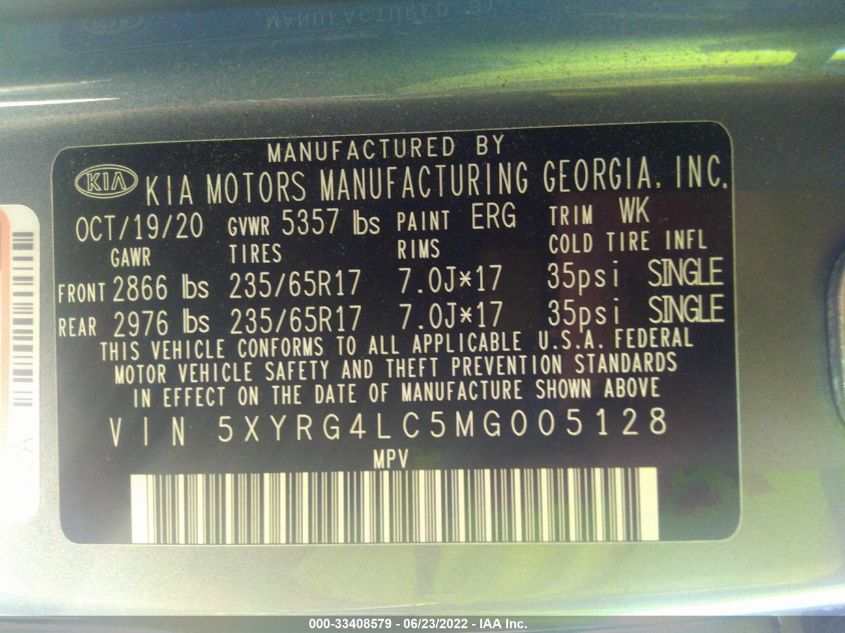 MANUFACTURED BY
KIA KIA MOTORS MANUFACTURING GEORGIA, INC.
OCT/19/20 GVWR 5357 lbs PAINT ERG TRIM WK
GAWR TIRES RIMS COLD TIRE INFL
FRONT 2866 lbs 235/65R17 7.0J*17 35psi SINGLE
REAR 2976 lbs 235/65R17 7.0J*17 35psi SINGLE
THIS VEHICLE CONFORMS TO ALL APPLICABLE U.S.A. FEDERAL
MOTOR VEHICLE SAFETY AND THEFT PREVENTION STANDARDS
IN EFFECT ON THE DATE OF MANUFACTURE SHOWN ABOVE
VIN 5XYRG4LC5MG005128
MPV
A
000-33408579 - 06/23/2022 - IAA Inc.